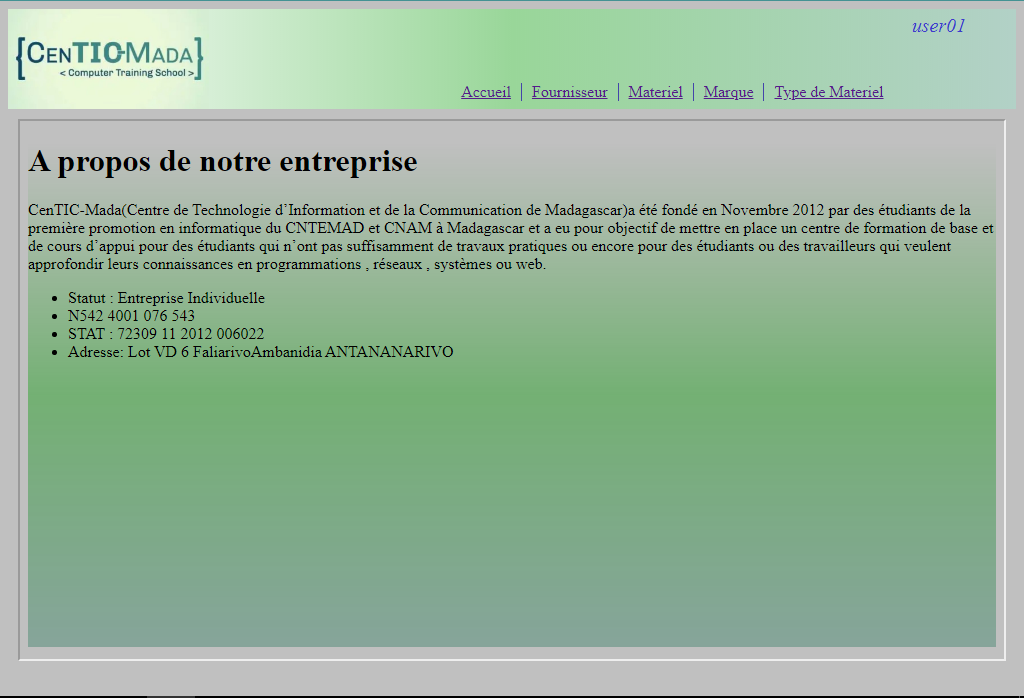 user01
{CENTIC-MADA}
< Computer Training School >
Accueil | Fournisseur | Materiel | Marque | Type de Materiel
A propos de notre entreprise
CenTIC-Mada(Centre de Technologie d’Information et de la Communication de Madagascar)a été fondé en Novembre 2012 par des étudiants de la
première promotion en informatique du CNTEMAD et CNAM à Madagascar et a eu pour objectif de mettre en place un centre de formation de base et
de cours d’appui pour des étudiants qui n’ont pas suffisamment de travaux pratiques ou encore pour des étudiants ou des travailleurs qui veulent
approfondir leurs connaissances en programmations , réseaux , systèmes ou web.
• Statut : Entreprise Individuelle
• N542 4001 076 543
• STAT : 72309 11 2012 006022
• Adresse: Lot VD 6 FaliarivoAmbanidia ANTANANARIVO